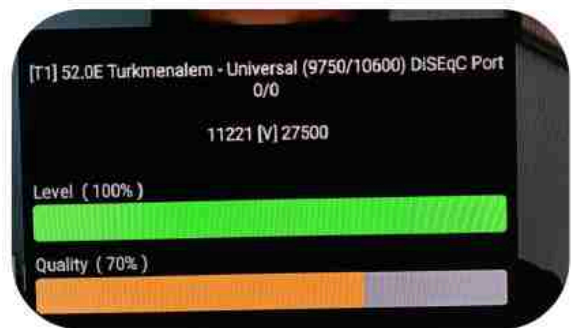 [T1] 52.0E Turkmenalem - Universal (9750/10600) DiSEqC Port
0/0
11221 [V] 27500
Level ( 100% )
Quality ( 70% )